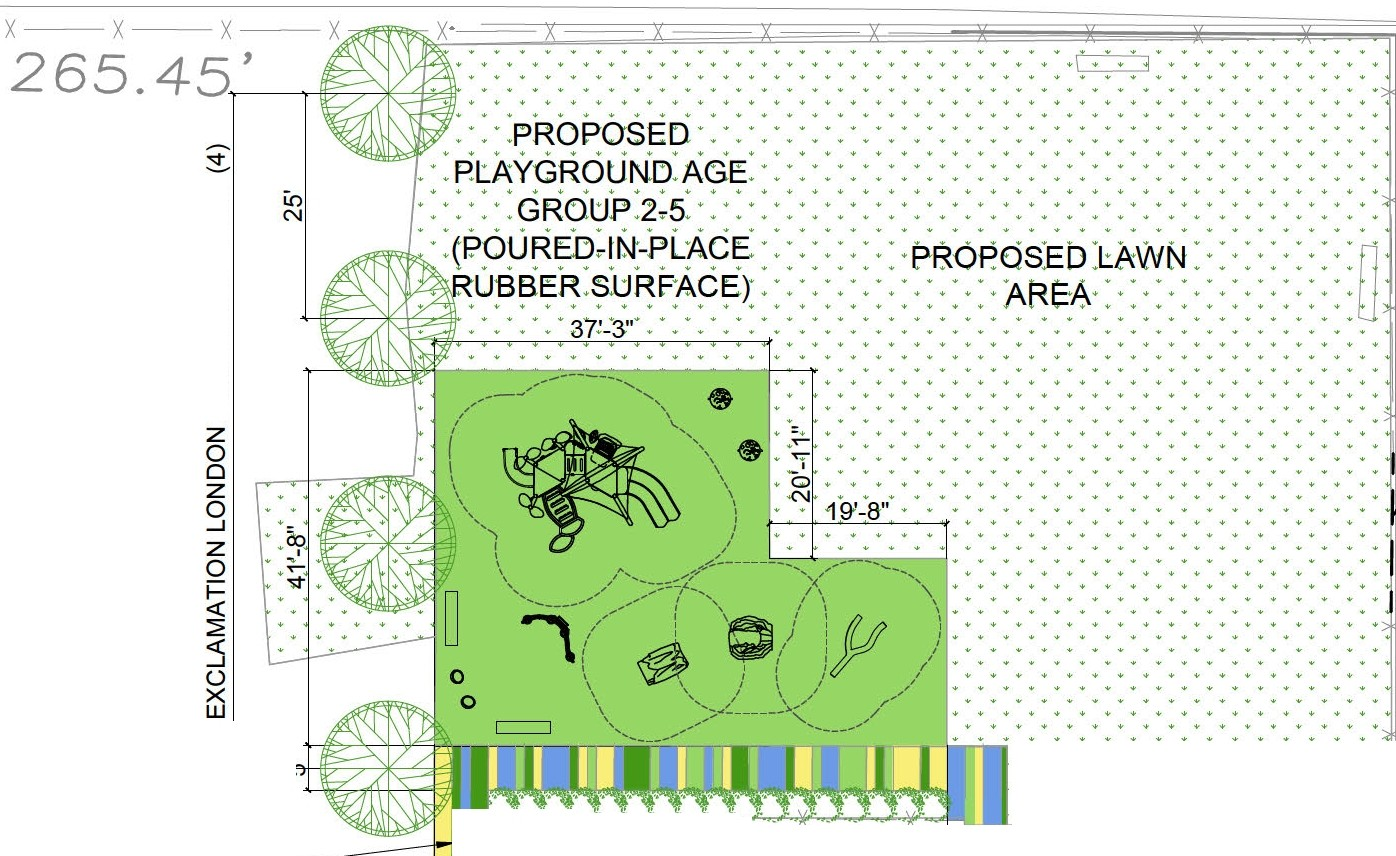 265.45'
(4)
EXCLAMATION LONDON
25'
PROPOSED
PLAYGROUND AGE
GROUP 2-5
(POURED-IN-PLACE
RUBBER SURFACE)
PROPOSED LAWN
AREA
37'-3"
20'-11"
19'-8"
41'-8"